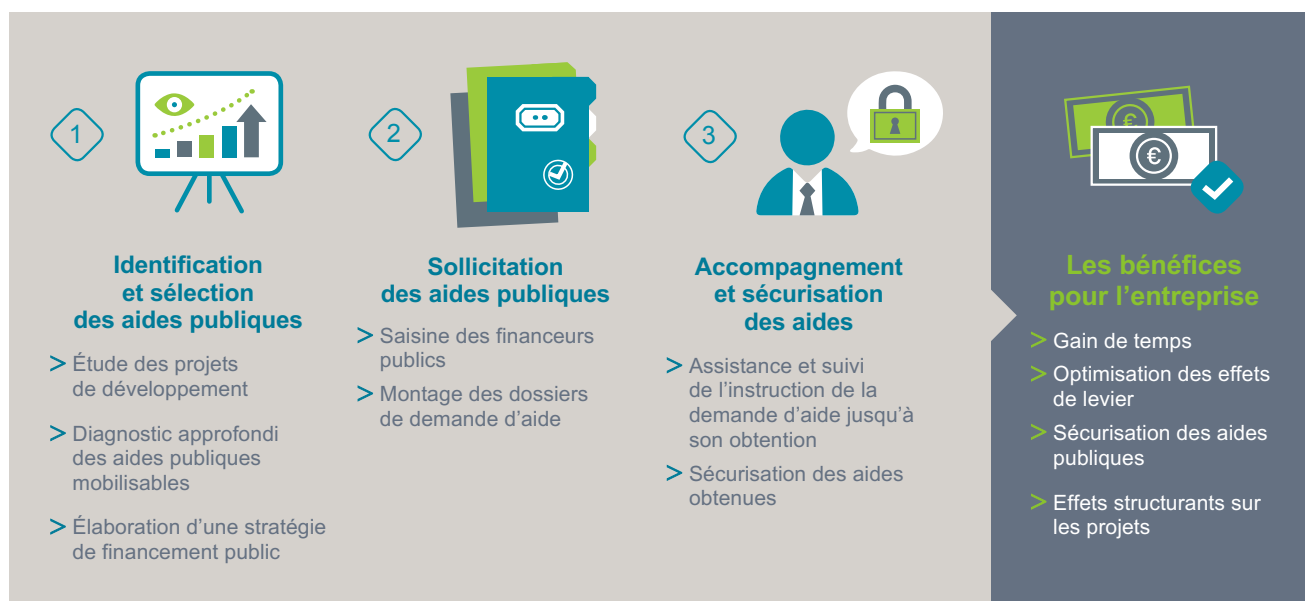 1
Identification
et sélection
des aides publiques
> Étude des projets
de développement
> Diagnostic approfondi
des aides publiques
mobilisables
> Élaboration d’une stratégie
de financement public
2
Sollicitation
des aides publiques
> Saisine des financeurs
publics
> Montage des dossiers
de demande d’aide
3
Accompagnement
et sécurisation
des aides
> Assistance et suivi
de l’instruction de la
demande d’aide jusqu’à
son obtention
> Sécurisation des aides
obtenues
€
€
Les bénéfices
pour l’entreprise
> Gain de temps
> Optimisation des effets
de levier
> Sécurisation des aides
publiques
> Effets structurants sur
les projets